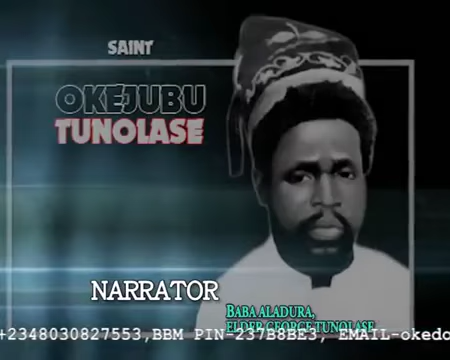 SAINT
OKEJUBU
TUNOLASE
NARRATOR
BABA ALADURA,
ELDER GEORGE TUNOLASE
+2348030827553,BBM PIN-237B8BE3, EMAIL-okedo